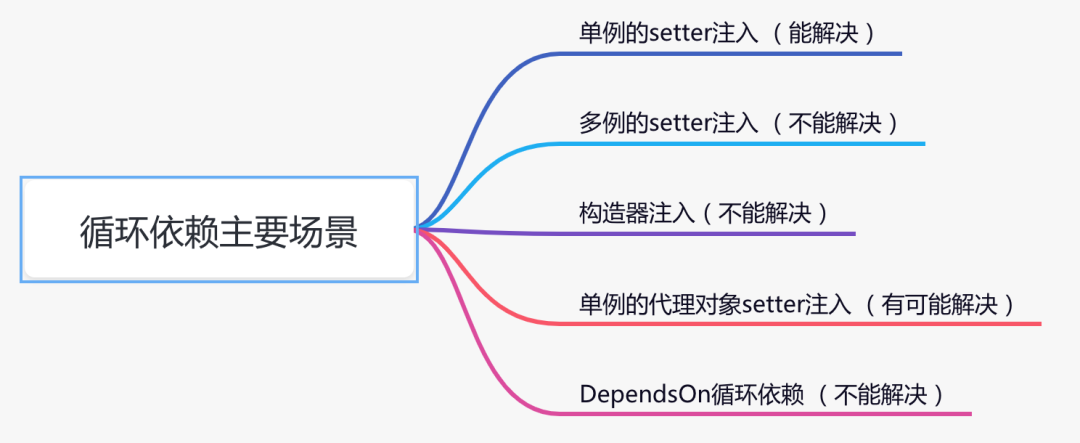 单例的setter注入（能解决）
多例的setter注入（不能解决）
循环依赖主要场景
构造器注入（不能解决）
单例的代理对象setter注入（有可能解决）
DependsOn循环依赖（不能解决）